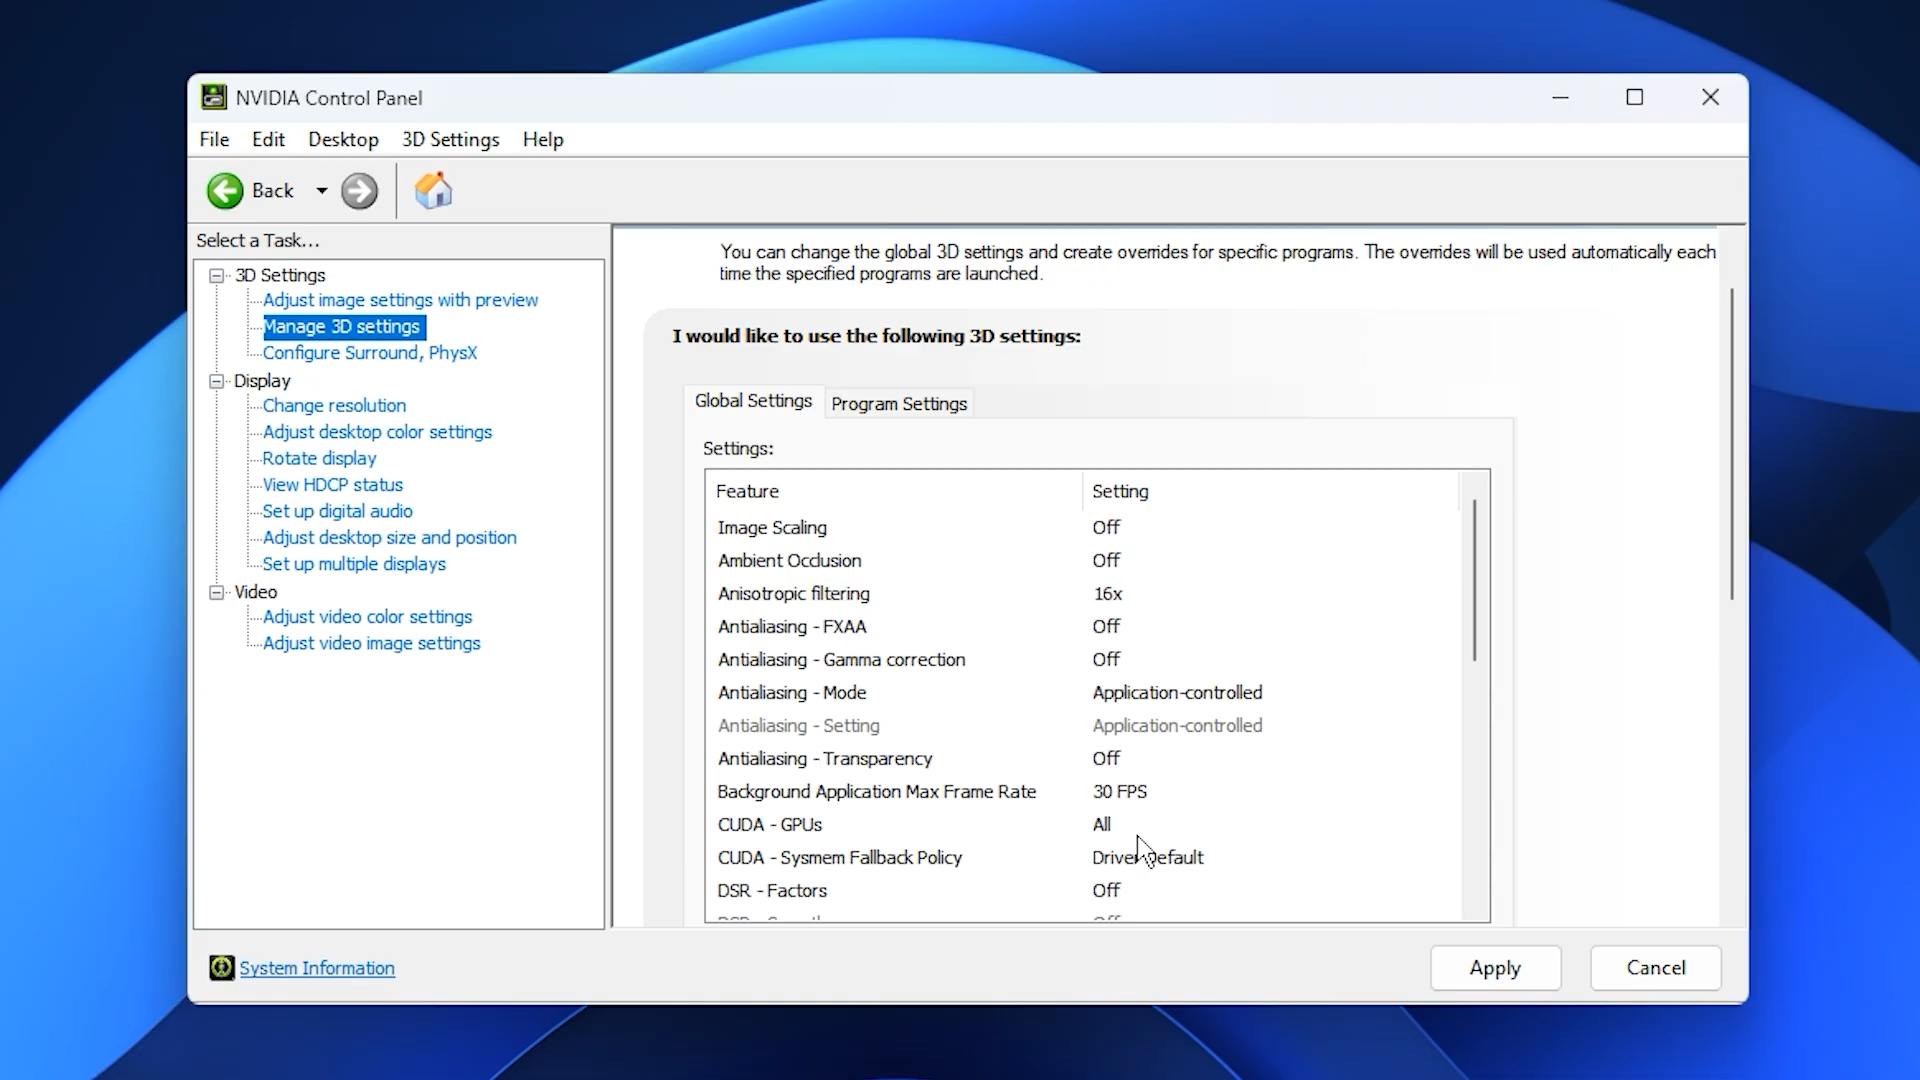 NVIDIA Control Panel
File Edit Desktop 3D Settings Help
Back
Select a Task...
3D Settings
Adjust image settings with preview
Manage 3D settings
Configure Surround, PhysX
Display
Change resolution
Adjust desktop color settings
Rotate display
View HDCP status
Set up digital audio
Adjust desktop size and position
Set up multiple displays
Video
Adjust video color settings
Adjust video image settings
System Information
You can change the global 3D settings and create overrides for specific programs. The overrides will be used automatically each
time the specified programs are launched.
I would like to use the following 3D settings:
Global Settings Program Settings
Settings:
Feature Setting
Image Scaling Off
Ambient Occlusion Off
Anisotropic filtering 16x
Antialiasing - FXAA Off
Antialiasing - Gamma correction Off
Antialiasing - Mode Application-controlled
Antialiasing - Setting Application-controlled
Antialiasing - Transparency Off
Background Application Max Frame Rate 30 FPS
CUDA - GPUs All
CUDA - Sysmem Fallback Policy Driver Default
DSR - Factors Off
Apply Cancel